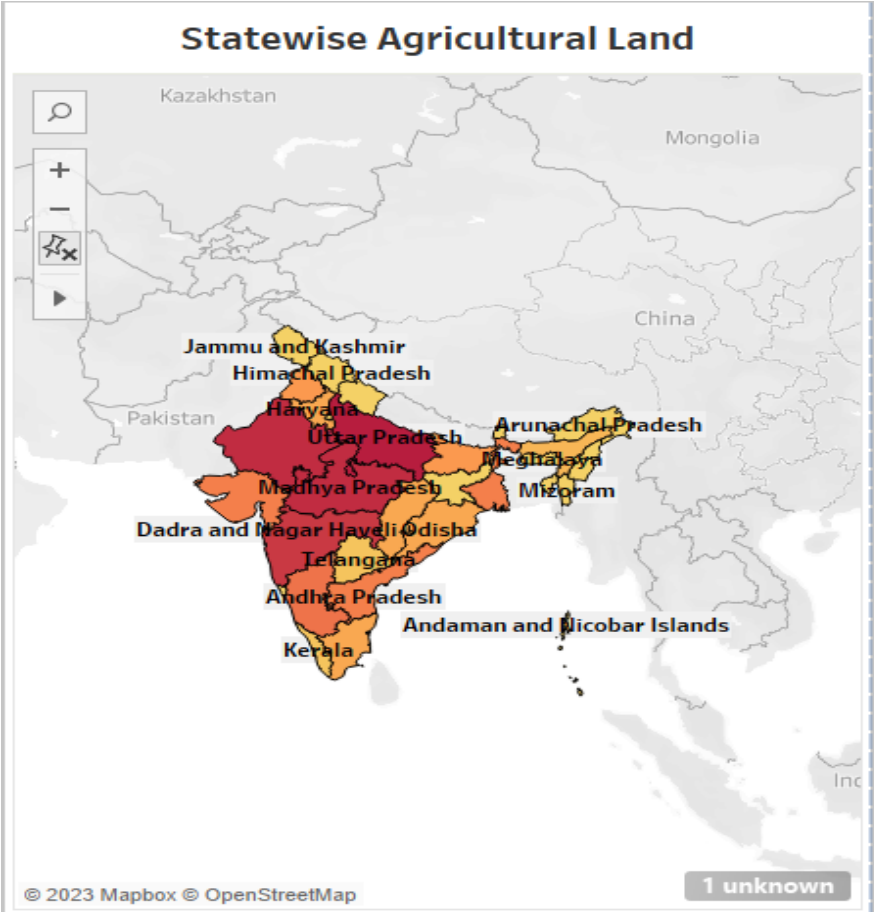 Statewise Agricultural Land
Kazakhstan
Mongolia
China
Jammu and Kashmir
Himachal Pradesh
Pakistan
Haryana
Arunachal Pradesh
Uttar Pradesh
Meghalaya
Madhya Pradesh
Mizoram
Dadra and Nagar Haveli
Odisha
Telangana
Andhra Pradesh
Andaman and Nicobar Islands
Kerala
Ind
© 2023 Mapbox © OpenStreetMap
1 unknown